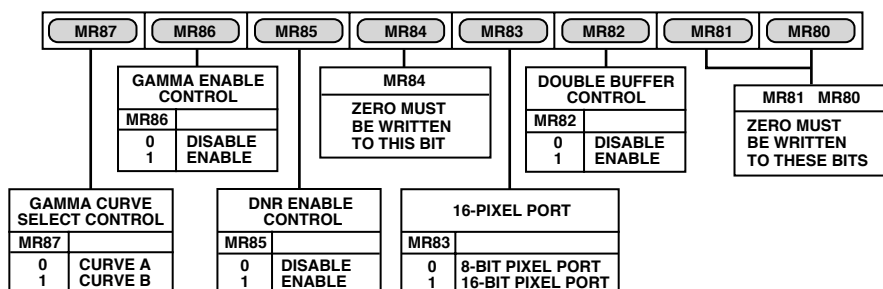 MR87 MR86 MR85 MR84 MR83 MR82 MR81 MR80
GAMMA ENABLE
CONTROL
MR86
0 DISABLE
1 ENABLE
MR84
ZERO MUST
BE WRITTEN
TO THIS BIT
DOUBLE BUFFER
CONTROL
MR82
0 DISABLE
1 ENABLE
MR81 MR80
ZERO MUST
BE WRITTEN
TO THESE BITS
GAMMA CURVE
SELECT CONTROL
MR87
0 CURVE A
1 CURVE B
DNR ENABLE
CONTROL
MR85
0 DISABLE
1 ENABLE
16-PIXEL PORT
MR83
0 8-BIT PIXEL PORT
1 16-BIT PIXEL PORT